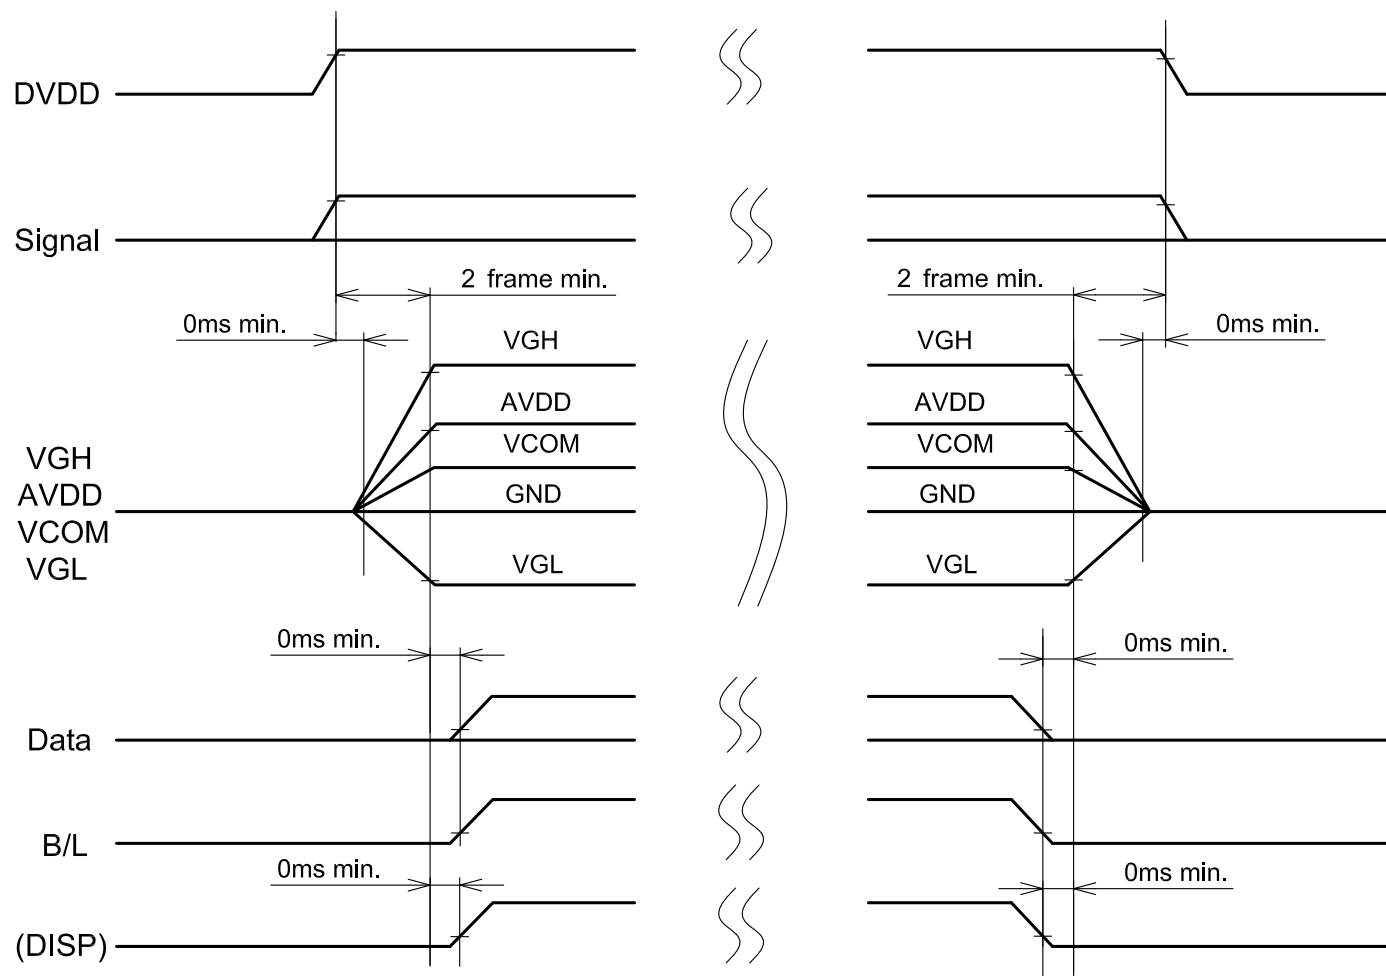 DVDD
Signal
2 frame min.
2 frame min.
0ms min.
0ms min.
VGH
VGH
AVDD
AVDD
VCOM
VCOM
VGH
AVDD
GND
GND
VCOM
VGL
VGL
VGL
0ms min.
0ms min.
Data
B/L
0ms min.
0ms min.
(DISP)